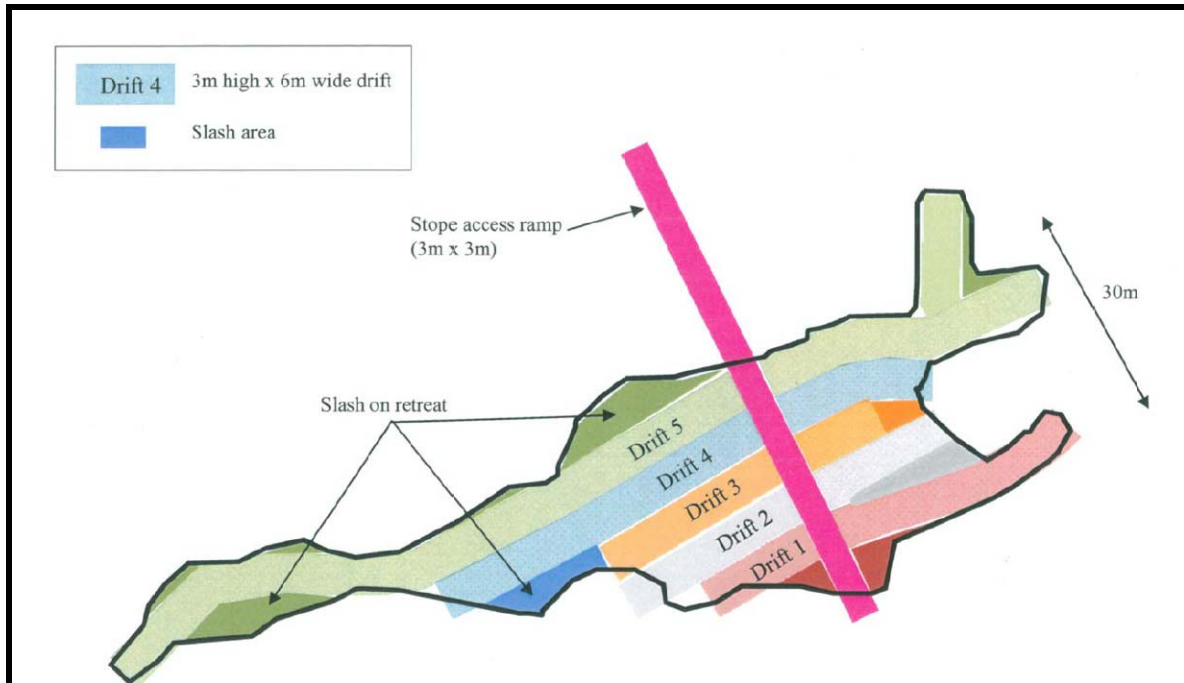 Drift 4
3m high x 6m wide drift
Slash area
Stope access ramp
(3m x 3m)
30m
Slash on retreat
Drift 5
Drift 4
Drift 3
Drift 2
Drift 1